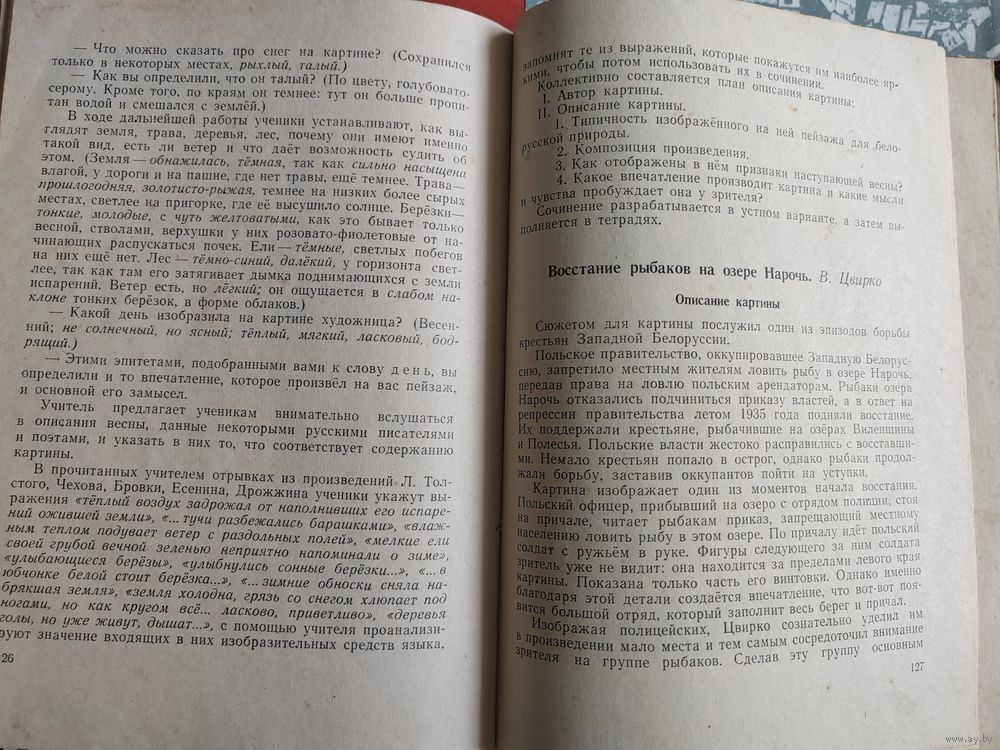 — Что можно сказать про снег на картине? (Сохранился
только в некоторых местах, рыхлый, талый.)
— Как вы определили, что он талый? (По цвету, голубовато-
серому. Кроме того, по краям он темнее: тут он больше пропи-
тан водой и смешался с землёй.)
В ходе дальнейшей работы ученики устанавливают, как вы-
глядят земля, трава, деревья, лес, почему они имеют именно
такой вид, есть ли ветер и что даёт возможность судить об
этом. (Земля — обнажилась, тёмная, так как сильно насыщена
влагой, у дороги и на пашне, где нет травы, ещё темнее. Трава—
прошлогодняя, золотисто-рыжая, темнее на низких более сырых
местах, светлее на пригорке, где её высушило солнце. Берёзки—
тонкие, молодые, с чуть желтоватыми, как это бывает только
весной, стволами, верхушки у них розовато-фиолетовые от на-
чинающих распускаться почек. Ели — тёмные, светлых побегов
на них ещё нет. Лес — тёмно-синий, далёкий, у горизонта свет-
лее, так как там его затягивает дымка поднимающихся с земли
испарений. Ветер есть, но лёгкий; он ощущается в слабом на-
клоне тонких берёзок, в форме облаков.)
— Какой день изобразила на картине художница? (Весен-
ний; не солнечный, но ясный; тёплый, мягкий, ласковый, бод-
рящий.)
— Этими эпитетами, подобранными вами к слову день, вы
определили и то впечатление, которое произвёл на вас пейзаж,
и основной его замысел.
Учитель предлагает ученикам внимательно вслушаться
в описания весны, данные некоторыми русскими писателями
и поэтами, и указать в них то, что соответствует содержанию
картины.
В прочитанных учителем отрывках из произведений Л. Тол-
стого, Чехова, Бровки, Есенина, Дрожжина ученики укажут вы-
ражения «тёплый воздух задрожал от наполнивших его испаре-
ний ожившей земли», «...тучи разбежались барашками», «влаж-
ным теплом подувает ветер с раздольных полей», «мелкие ели
своей грубой вечной зеленью неприятно напоминали о зиме»,
«улыбающиеся берёзы», «улыбнулись сонные берёзки...», «...в
юбчонке белой стоит берёзка...», «...зимние обноски сняла на-
брякшая земля», «земля холодна, грязь со снегом хлюпает под
ногами, но как кругом всё... ласково, приветливо», «деревья
голы, но уже живут, дышат...», с помощью учителя проанализи-
руют значение входящих в них изобразительных средств языка,
26
запомнят те из выражений, которые покажутся им наиболее яр-
кими, чтобы потом использовать их в сочинении.
Коллективно составляется план описания картины:
I. Автор картины.
II. Описание картины.
1. Типичность изображённого на ней пейзажа для бело-
русской природы.
2. Композиция произведения.
3. Как отображены в нём признаки наступающей весны?
4. Какое впечатление производит картина и какие мысли
и чувства пробуждает она у зрителя?
Сочинение разрабатывается в устном варианте, а затем вы-
полняется в тетрадях.
Восстание рыбаков на озере Нарочь. В. Цвирко
Описание картины
Сюжетом для картины послужил один из эпизодов борьбы
крестьян Западной Белоруссии.
Польское правительство, оккупировавшее Западную Белорус-
сию, запретило местным жителям ловить рыбу в озере Нарочь,
передав права на ловлю польским арендаторам. Рыбаки озера
Нарочь отказались подчиниться приказу властей, а в ответ на
репрессии правительства летом 1935 года подняли восстание.
Их поддержали крестьяне, рыбачившие на озёрах Виленщины
и Полесья. Польские власти жестоко расправились с восставши-
ми. Немало крестьян попало в острог, однако рыбаки продол-
жали борьбу, заставив оккупантов пойти на уступки.
Картина изображает один из моментов начала восстания.
Польский офицер, прибывший на озеро с отрядом полиции, стоя
на причале, читает рыбакам приказ, запрещающий местному
населению ловить рыбу в этом озере. По причалу идёт польский
солдат с ружьём в руке. Фигуры следующего за ним солдата
зритель уже не видит: она находится за пределами левого края
картины. Показана только часть его винтовки. Однако именно
благодаря этой детали создаётся впечатление, что вот-вот поя-
вится большой отряд, который заполнит весь берег и причал.
Изображая полицейских, Цвирко сознательно уделил им
в произведении мало места и тем самым сосредоточил внимание
зрителя на группе рыбаков. Сделав эту группу основным
127
www.ay.by